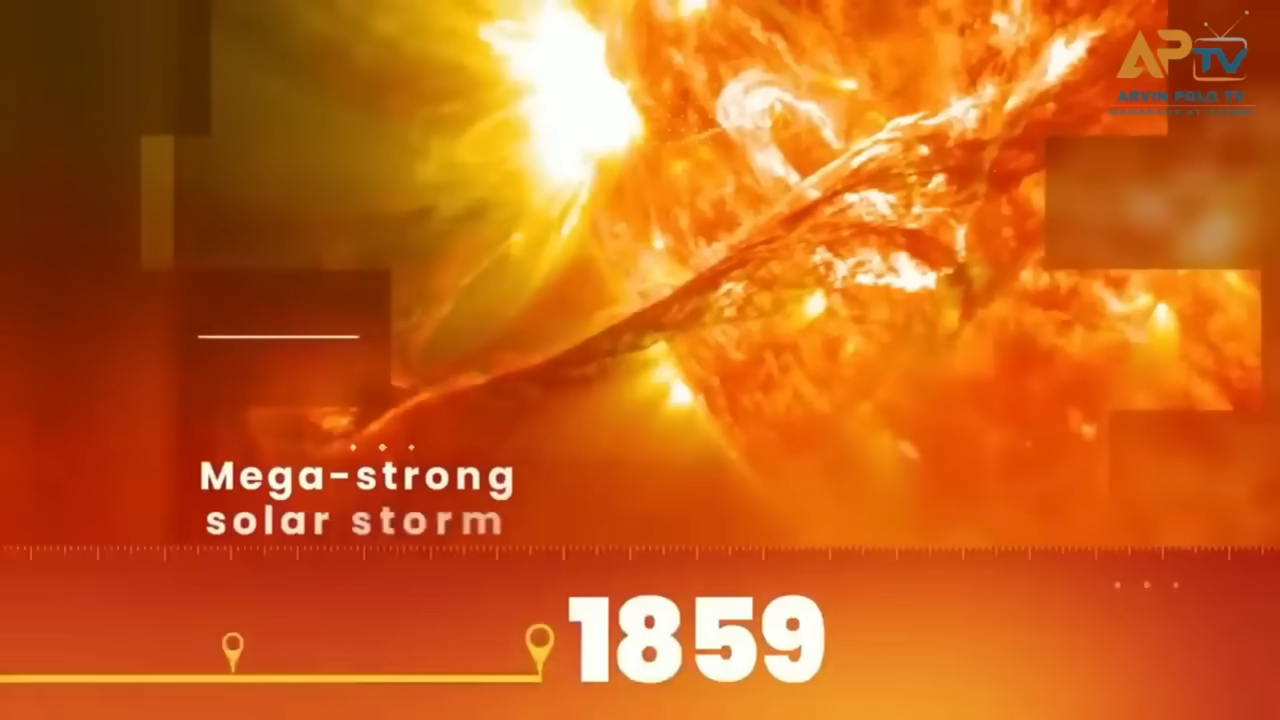 APTV
ARVIN POLO TV
Mega-strong
solar storm
1859